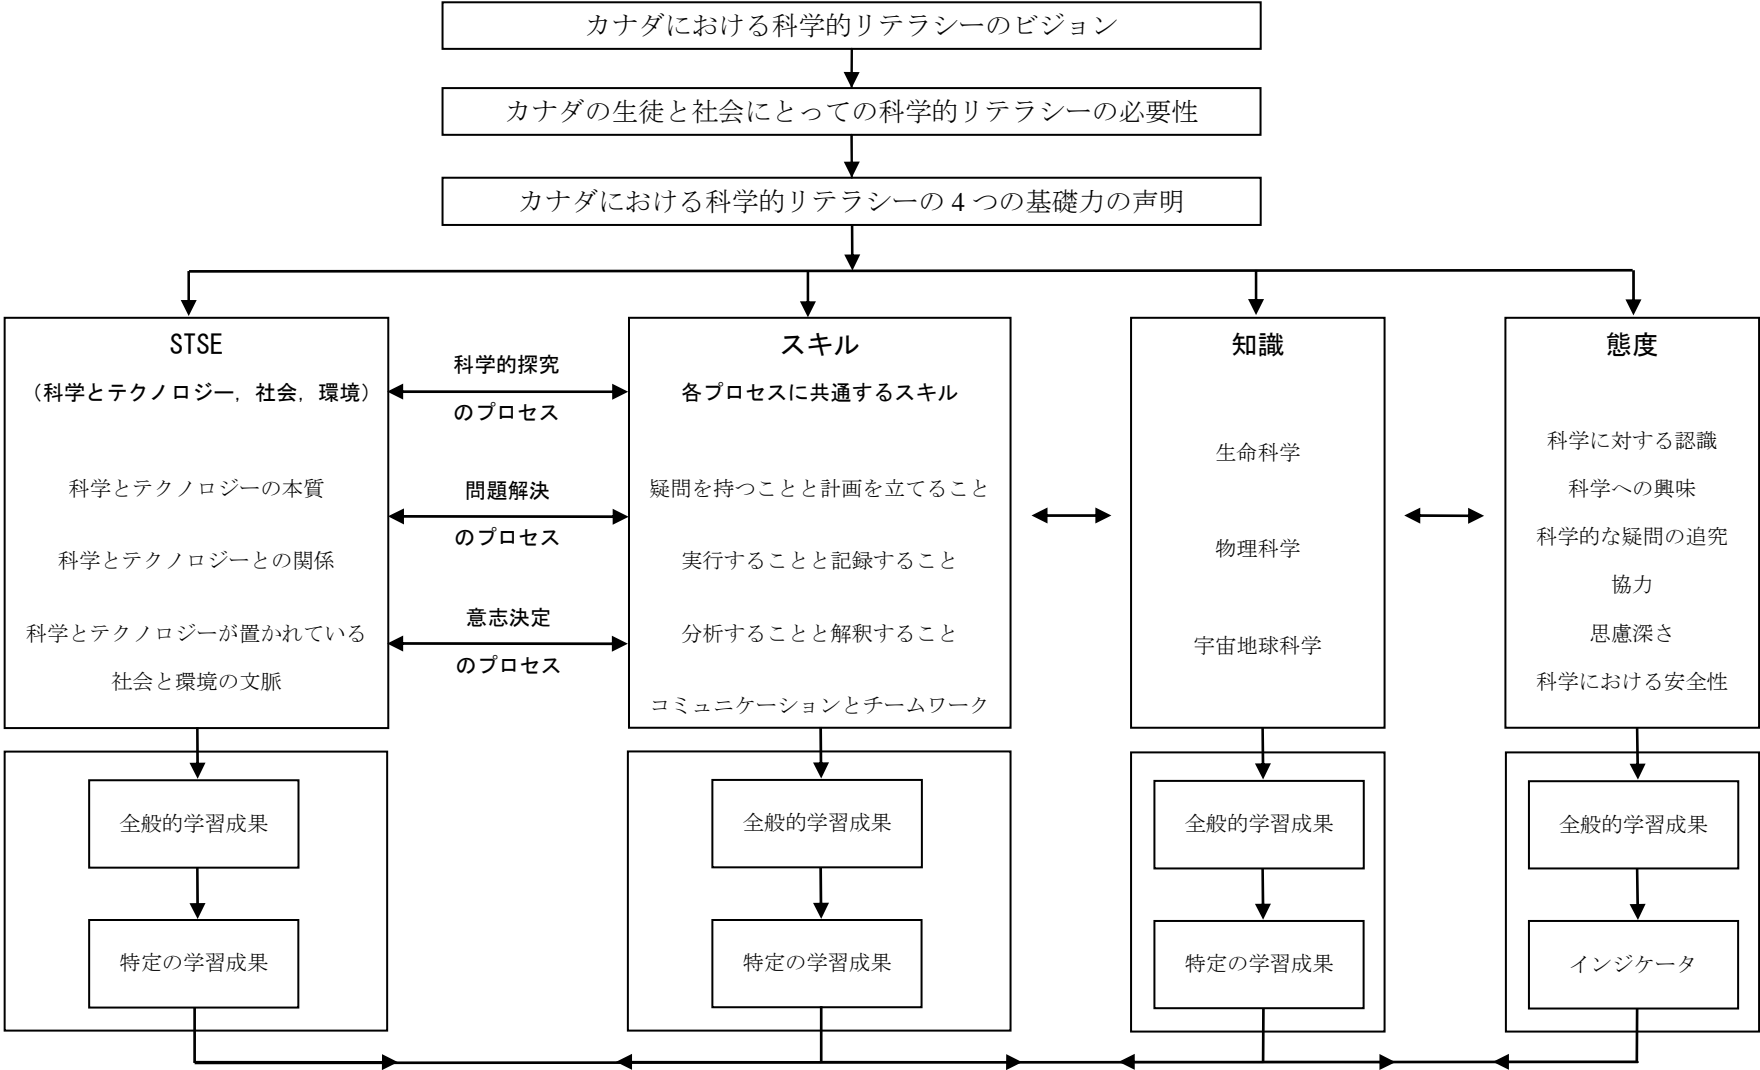 カナダにおける科学的リテラシーのビジョン
カナダの生徒と社会にとっての科学的リテラシーの必要性
カナダにおける科学的リテラシーの４つの基礎力の声明
STSE
（科学とテクノロジー，社会，環境）
科学とテクノロジーの本質
科学とテクノロジーとの関係
科学とテクノロジーが置かれている
社会と環境の文脈
科学的探究
のプロセス
問題解決
のプロセス
意志決定
のプロセス
スキル
各プロセスに共通するスキル
疑問を持つことと計画を立てること
実行することと記録すること
分析することと解釈すること
コミュニケーションとチームワーク
知識
生命科学
物理科学
宇宙地球科学
態度
科学に対する認識
科学への興味
科学的な疑問の追究
協力
思慮深さ
科学における安全性
全般的学習成果
特定の学習成果
全般的学習成果
特定の学習成果
全般的学習成果
特定の学習成果
全般的学習成果
インジケータ